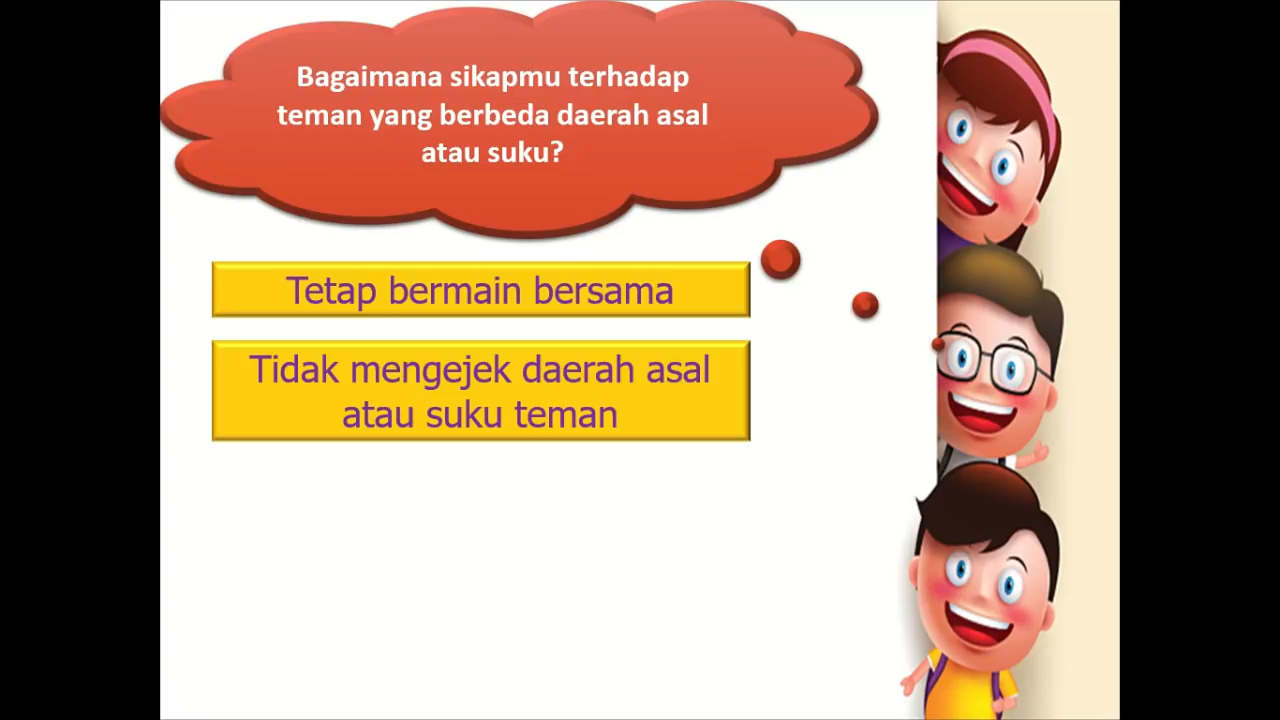 Bagaimana sikapmu terhadap
teman yang berbeda daerah asal
atau suku?
Tetap bermain bersama
Tidak mengejek daerah asal
atau suku teman